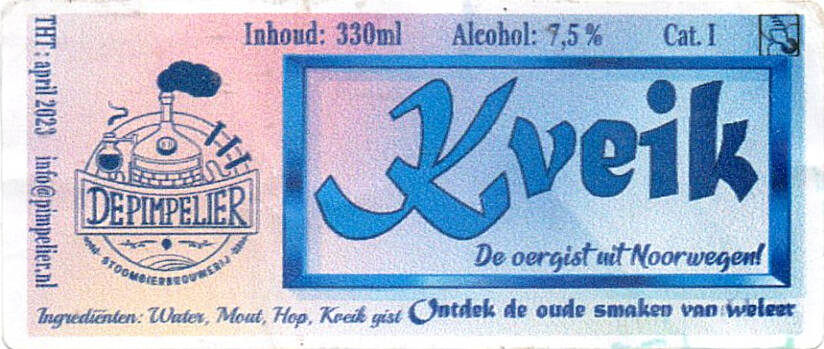 Inhoud: 330ml Alcohol: 7,5 % Cat. I
THT: april 2023 info@pimpelier.nl
DE PIMPELIER
STOOMBIERBROUWERIJ
Kveik
De oergist uit Noorwegen!
Ingrediënten: Water, Mout, Hop, Kveik gist Ontdek de oude smaken van weleer